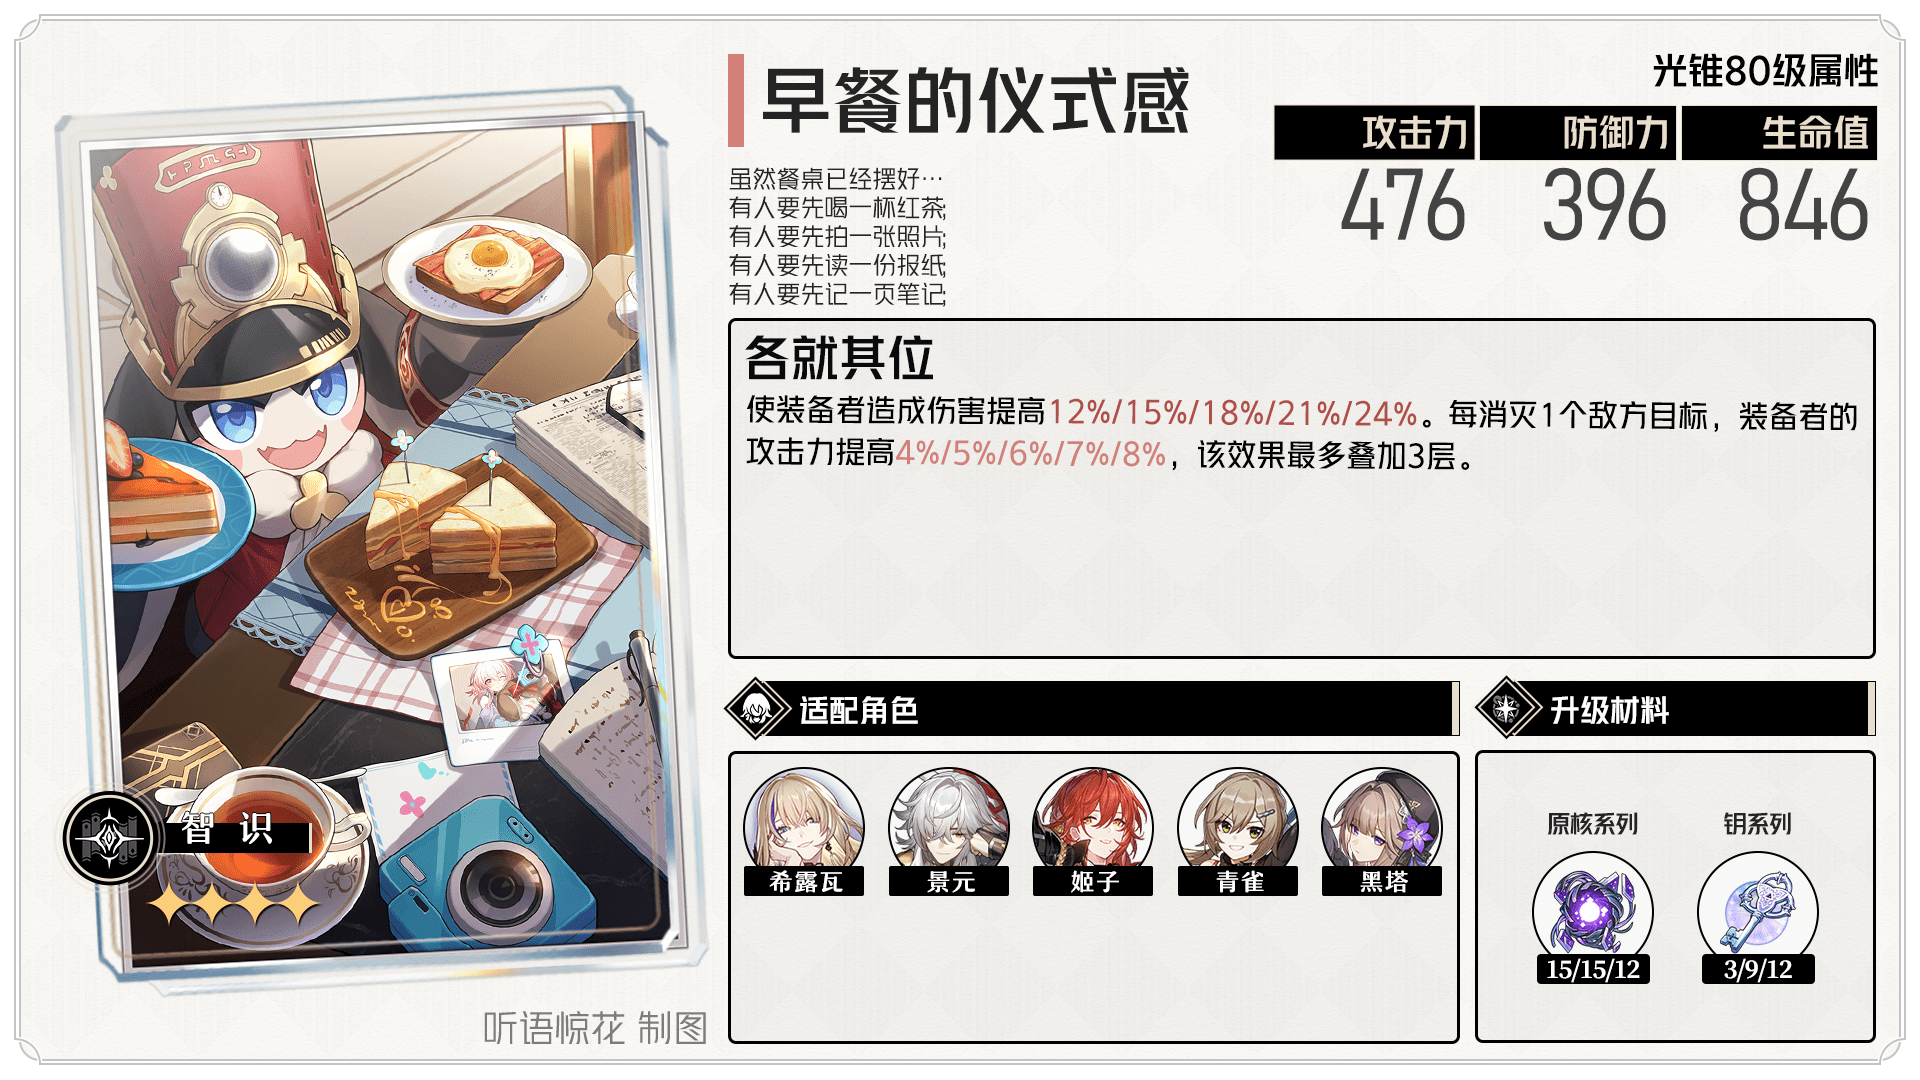 早餐的仪式感
光锥80级属性
攻击力 防御力 生命值
476 396 846
虽然餐桌已经摆好…
有人要先喝一杯红茶;
有人要先拍一张照片;
有人要先读一份报纸;
有人要先记一页笔记;
各就其位
使装备者造成伤害提高12%/15%/18%/21%/24%。每消灭1个敌方目标，装备者的
攻击力提高4%/5%/6%/7%/8%，该效果最多叠加3层。
智识
适配角色
希露瓦 景元 姬子 青雀 黑塔
升级材料
原核系列 钥系列
15/15/12 3/9/12
听语惊花 制图